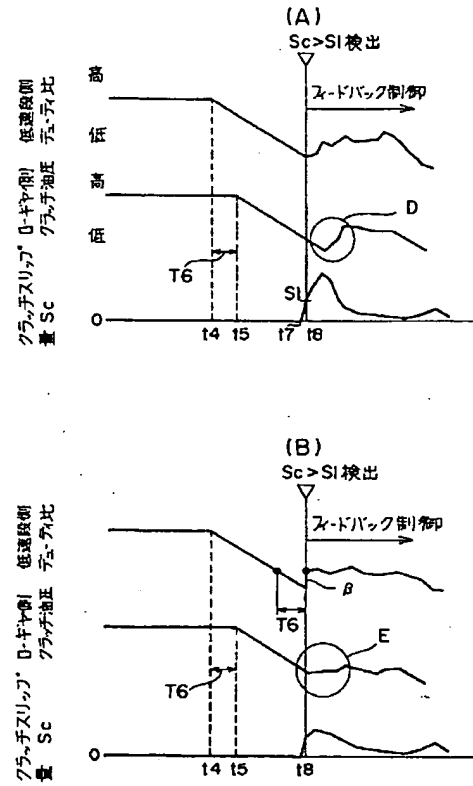 (A)
Sc>Sl検出
フィードバック制御
低速段側
デューティ比
高
低
ローギヤ側
クラッチ油圧
高
低
D
T6
クラッチスリップ
量 Sc
Sl
0
t4
t5
t7
t8
(B)
Sc>Sl検出
フィードバック制御
低速段側
デューティ比
β
T6
ローギヤ側
クラッチ油圧
E
T6
クラッチスリップ
量 Sc
0
t4
t5
t8